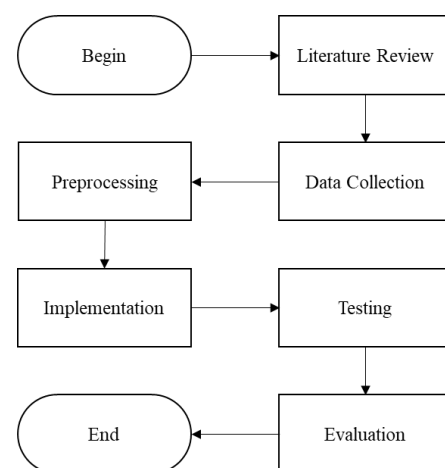 Begin
Literature Review
Preprocessing
Data Collection
Implementation
Testing
End
Evaluation